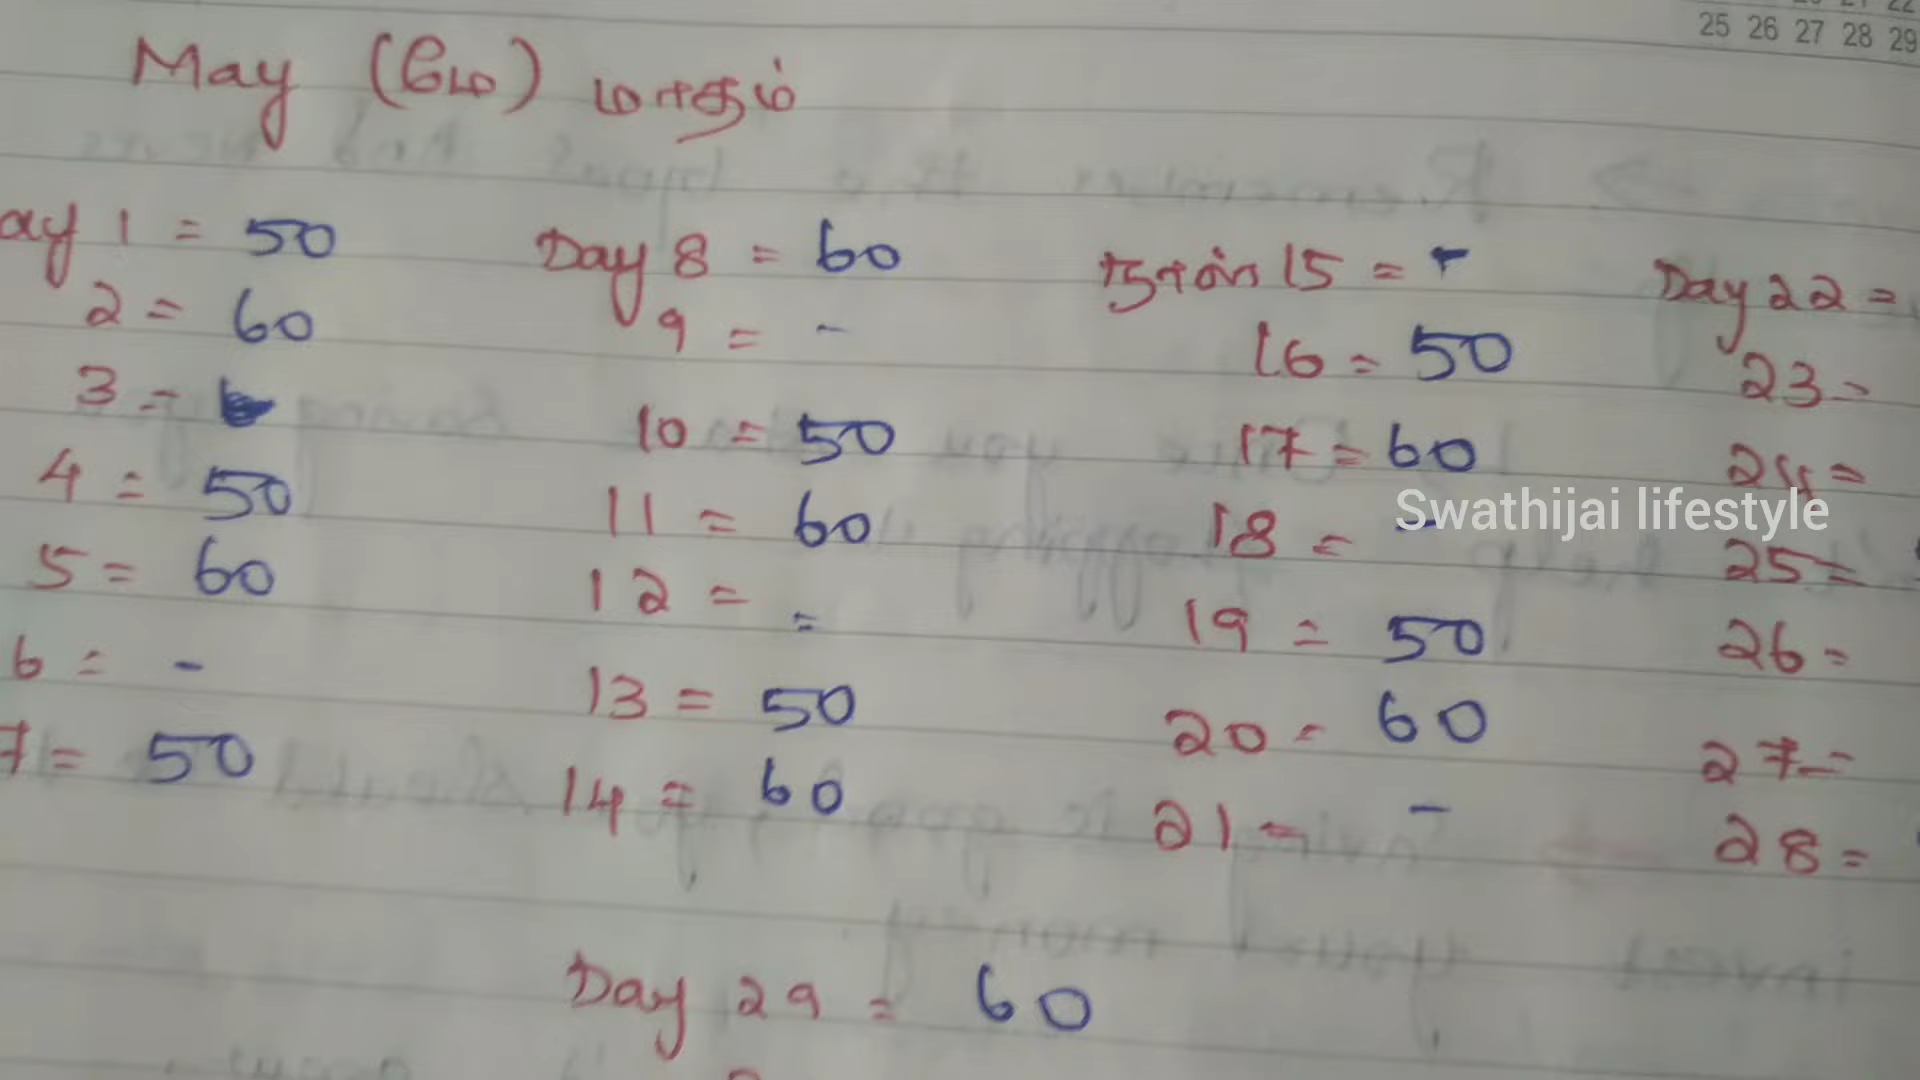 25 26 27 28 29
May (மே) மாதம்
ay 1 = 50
2 = 60
3 =
4 = 50
5 = 60
6 = -
7 = 50
Day 8 = 60
9 = -
10 = 50
11 = 60
12 = -
13 = 50
14 = 60
நாள் 15 = -
16 = 50
17 = 60
18 = -
19 = 50
20 = 60
21 = -
Day 22 =
23 =
24 =
25 =
26 =
27 =
28 =
Day 29 = 60
Swathijai lifestyle